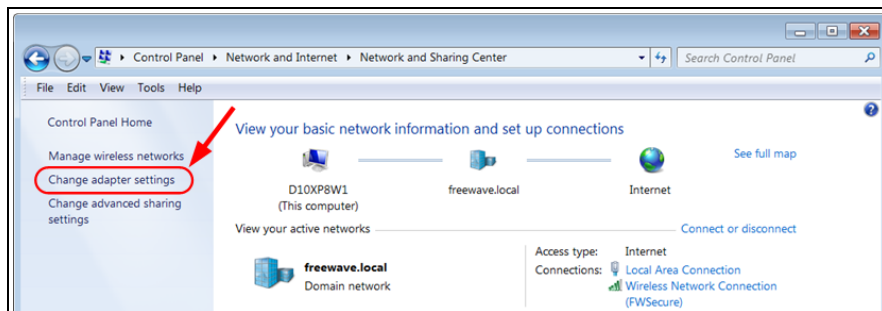 Control Panel ▸ Network and Internet ▸ Network and Sharing Center
Search Control Panel
File Edit View Tools Help
Control Panel Home
Manage wireless networks
Change adapter settings
Change advanced sharing
settings
View your basic network information and set up connections
See full map
D10XP8W1
(This computer)
freewave.local
Internet
View your active networks
Connect or disconnect
freewave.local
Domain network
Access type: Internet
Connections: Local Area Connection
Wireless Network Connection
(FWSecure)